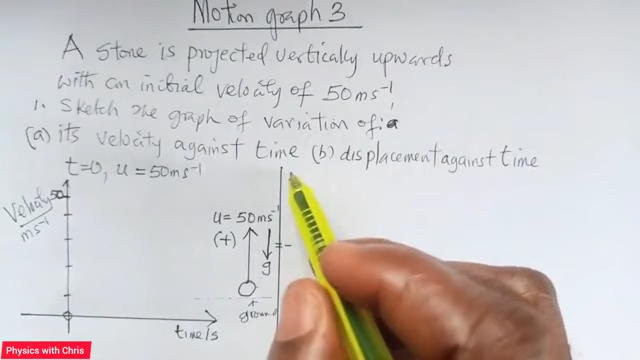 Motion graph 3
A stone is projected vertically upwards
with an initial velocity of 50ms⁻¹
1. Sketch the graph of variation of:
(a) its velocity against time (b) displacement against time
t=0, u = 50ms⁻¹
Velocity
ms⁻¹
50
0
time/s
u = 50ms⁻¹
(+)
g
ground
Physics with Chris